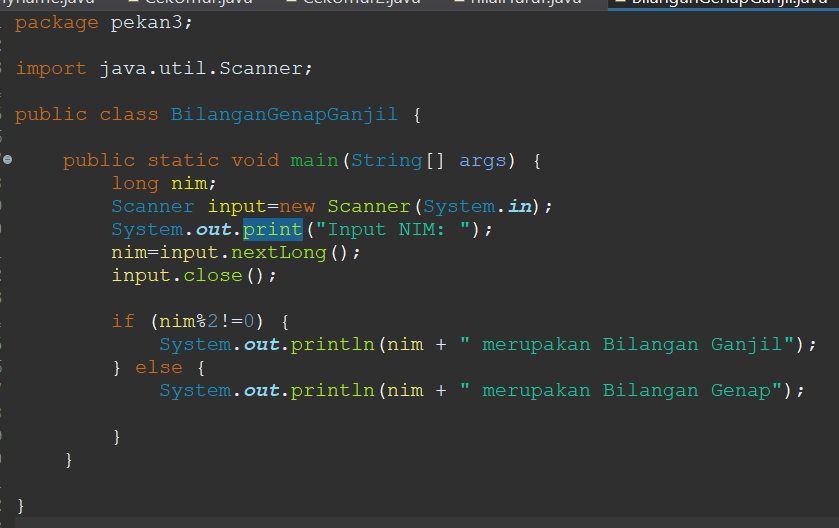 CekUmur.java CekUmur2.java nilaiHuruf.java BilanganGenapGanjil.java
package pekan3;
import java.util.Scanner;
public class BilanganGenapGanjil {
public static void main(String[] args) {
long nim;
Scanner input=new Scanner(System.in);
System.out.print("Input NIM: ");
nim=input.nextLong();
input.close();
if (nim%2!=0) {
System.out.println(nim + " merupakan Bilangan Ganjil");
} else {
System.out.println(nim + " merupakan Bilangan Genap");
}
}
}